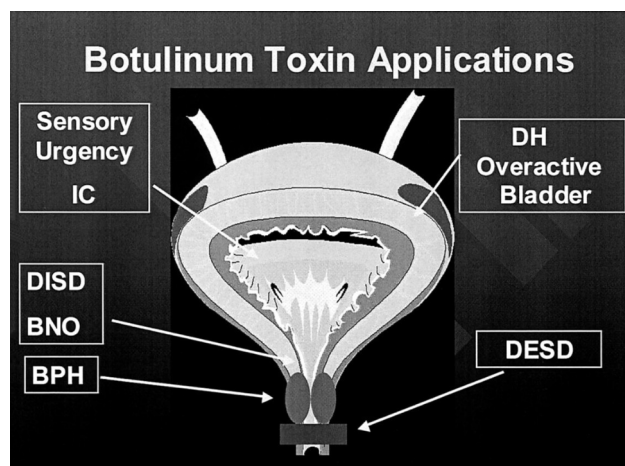 Botulinum Toxin Applications
Sensory
Urgency
IC
DH
Overactive
Bladder
DISD
BNO
BPH
DESD